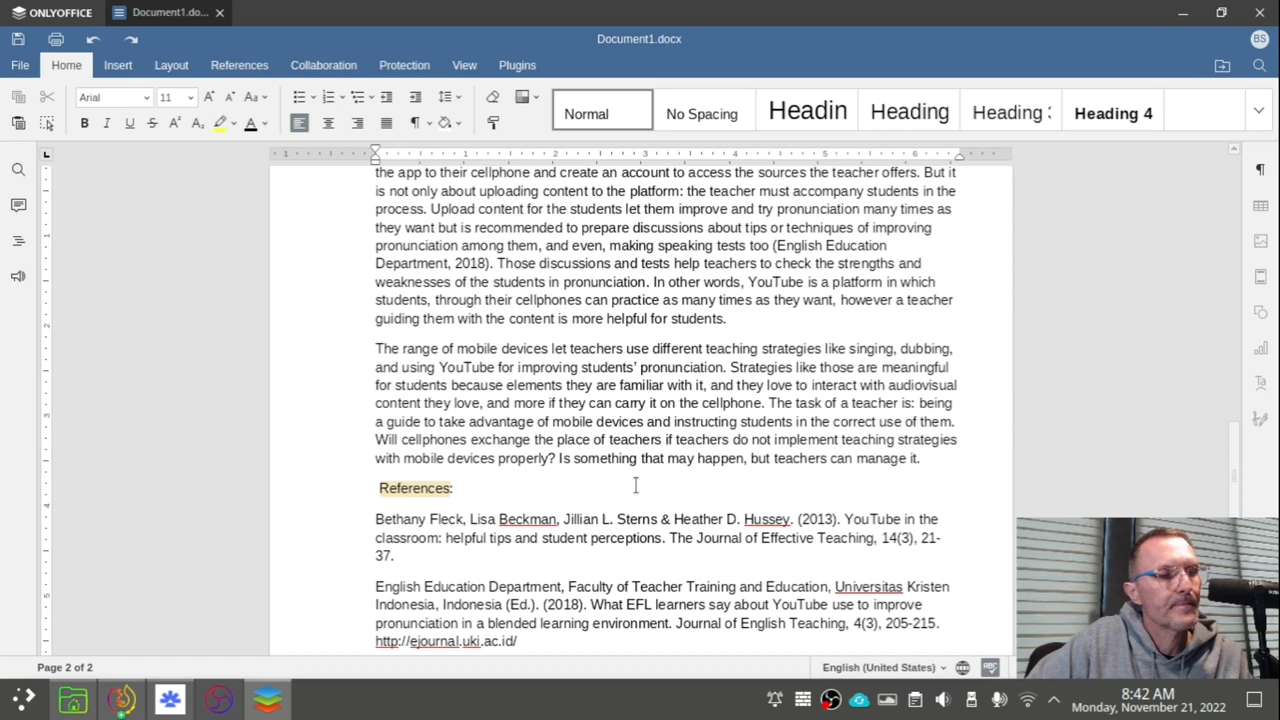 ONLYOFFICE
Document1.do...
Document1.docx
BS
File
Home
Insert
Layout
References
Collaboration
Protection
View
Plugins
Arial
11
Normal
No Spacing
Headin
Heading
Heading
Heading 4
the app to their cellphone and create an account to access the sources the teacher offers. But it
is not only about uploading content to the platform: the teacher must accompany students in the
process. Upload content for the students let them improve and try pronunciation many times as
they want but is recommended to prepare discussions about tips or techniques of improving
pronunciation among them, and even, making speaking tests too (English Education
Department, 2018). Those discussions and tests help teachers to check the strengths and
weaknesses of the students in pronunciation. In other words, YouTube is a platform in which
students, through their cellphones can practice as many times as they want, however a teacher
guiding them with the content is more helpful for students.
The range of mobile devices let teachers use different teaching strategies like singing, dubbing,
and using YouTube for improving students’ pronunciation. Strategies like those are meaningful
for students because elements they are familiar with it, and they love to interact with audiovisual
content they love, and more if they can carry it on the cellphone. The task of a teacher is: being
a guide to take advantage of mobile devices and instructing students in the correct use of them.
Will cellphones exchange the place of teachers if teachers do not implement teaching strategies
with mobile devices properly? Is something that may happen, but teachers can manage it.
References:
Bethany Fleck, Lisa Beckman, Jillian L. Sterns & Heather D. Hussey. (2013). YouTube in the
classroom: helpful tips and student perceptions. The Journal of Effective Teaching, 14(3), 21-
37.
English Education Department, Faculty of Teacher Training and Education, Universitas Kristen
Indonesia, Indonesia (Ed.). (2018). What EFL learners say about YouTube use to improve
pronunciation in a blended learning environment. Journal of English Teaching, 4(3), 205-215.
http://ejournal.uki.ac.id/
Page 2 of 2
English (United States)
8:42 AM
Monday, November 21, 2022